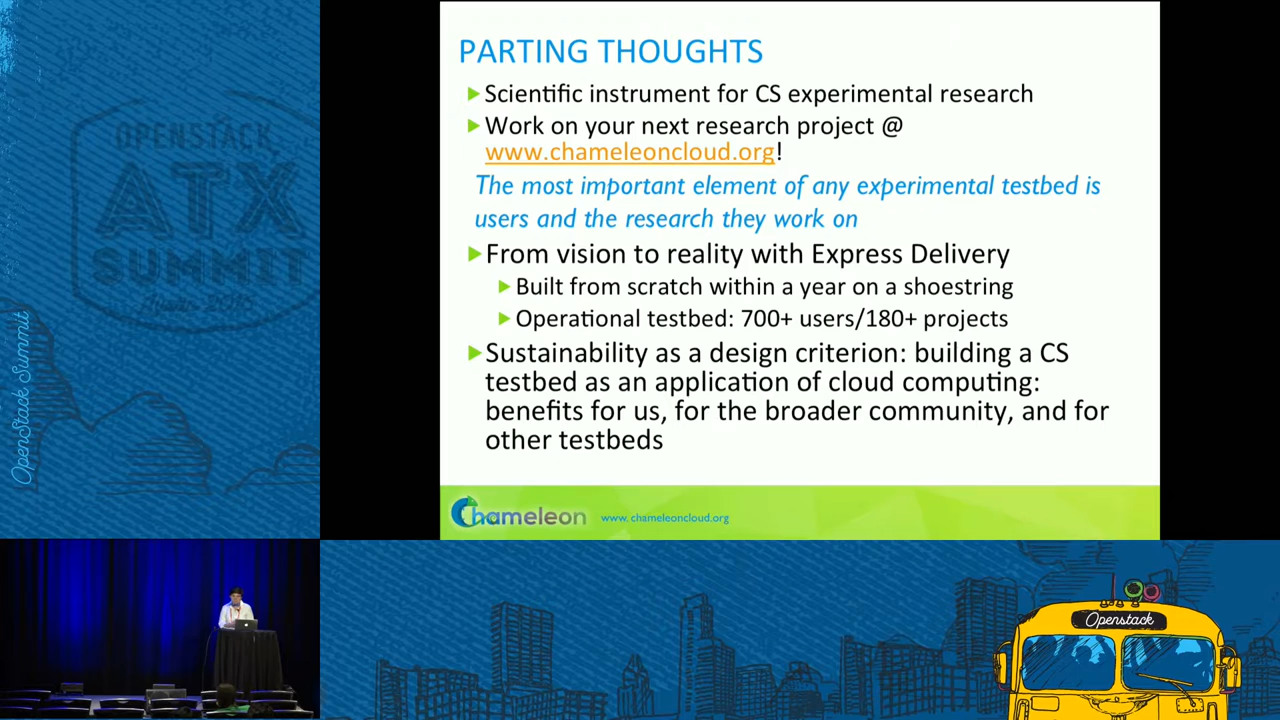 PARTING THOUGHTS
Scientific instrument for CS experimental research
Work on your next research project @
www.chameleoncloud.org!
The most important element of any experimental testbed is
users and the research they work on
From vision to reality with Express Delivery
Built from scratch within a year on a shoestring
Operational testbed: 700+ users/180+ projects
Sustainability as a design criterion: building a CS
testbed as an application of cloud computing:
benefits for us, for the broader community, and for
other testbeds
Chameleon
www.chameleoncloud.org
OPENSTACK
ATX
SUMMIT
OpenStack Summit
Openstack